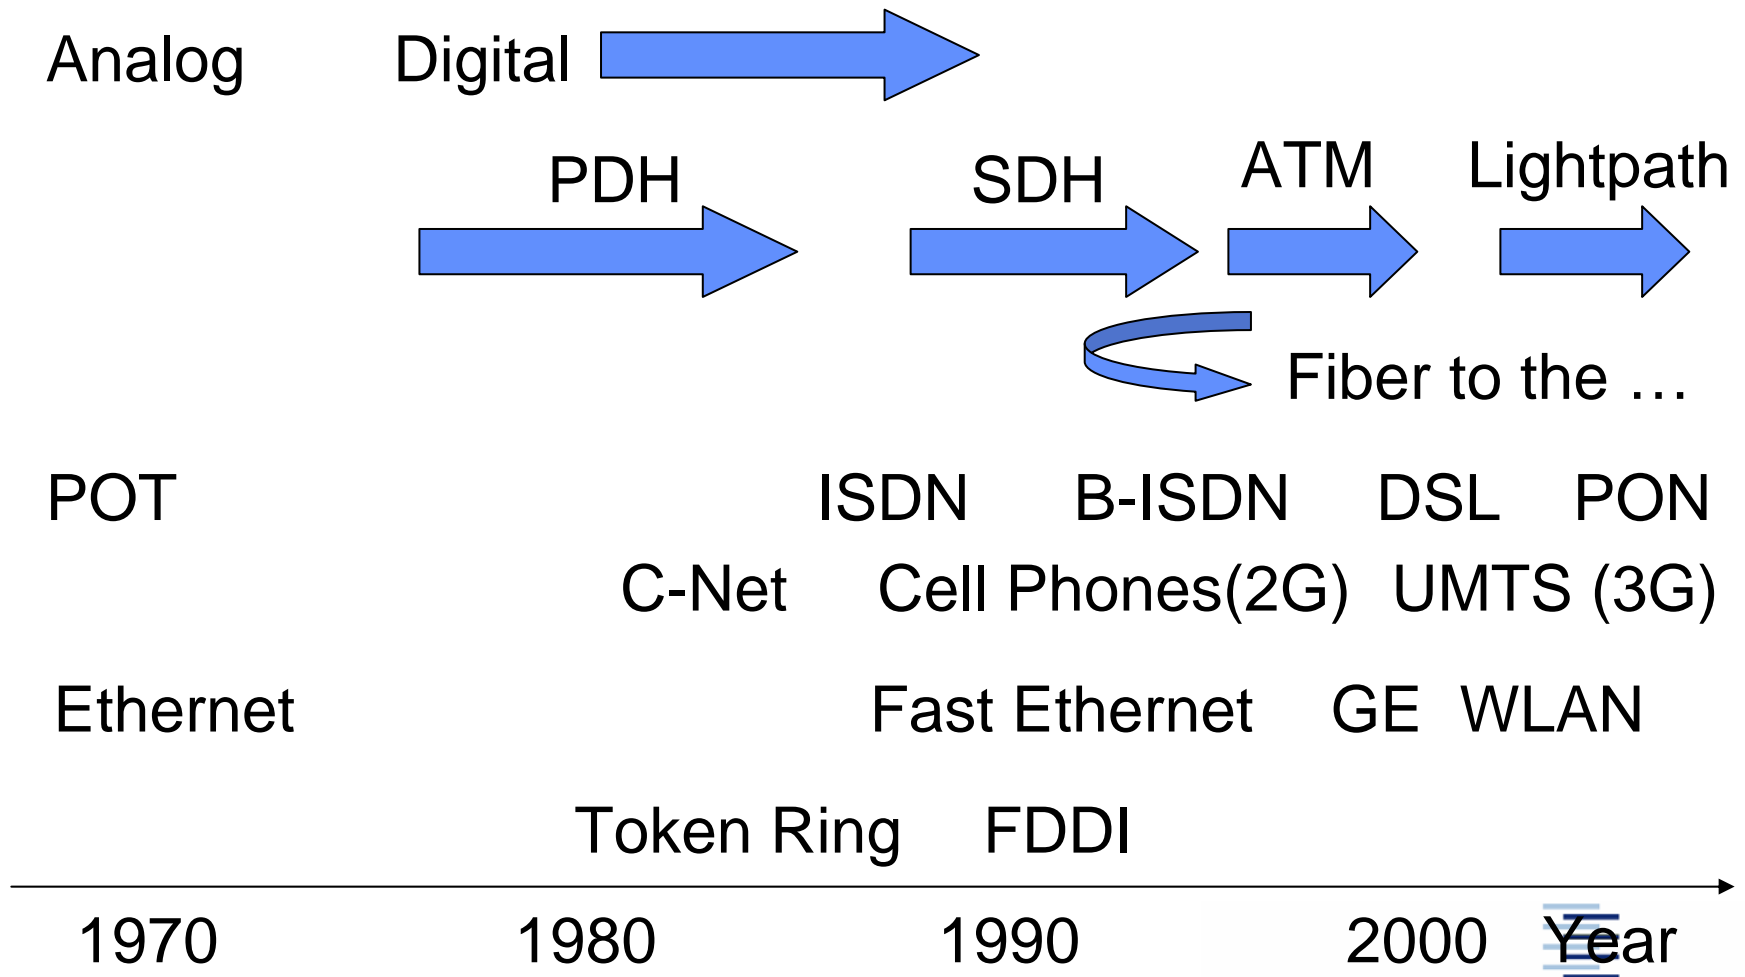 Analog Digital
PDH SDH ATM Lightpath
Fiber to the …
POT ISDN B-ISDN DSL PON
C-Net Cell Phones(2G) UMTS (3G)
Ethernet Fast Ethernet GE WLAN
Token Ring FDDI
1970 1980 1990 2000 Year